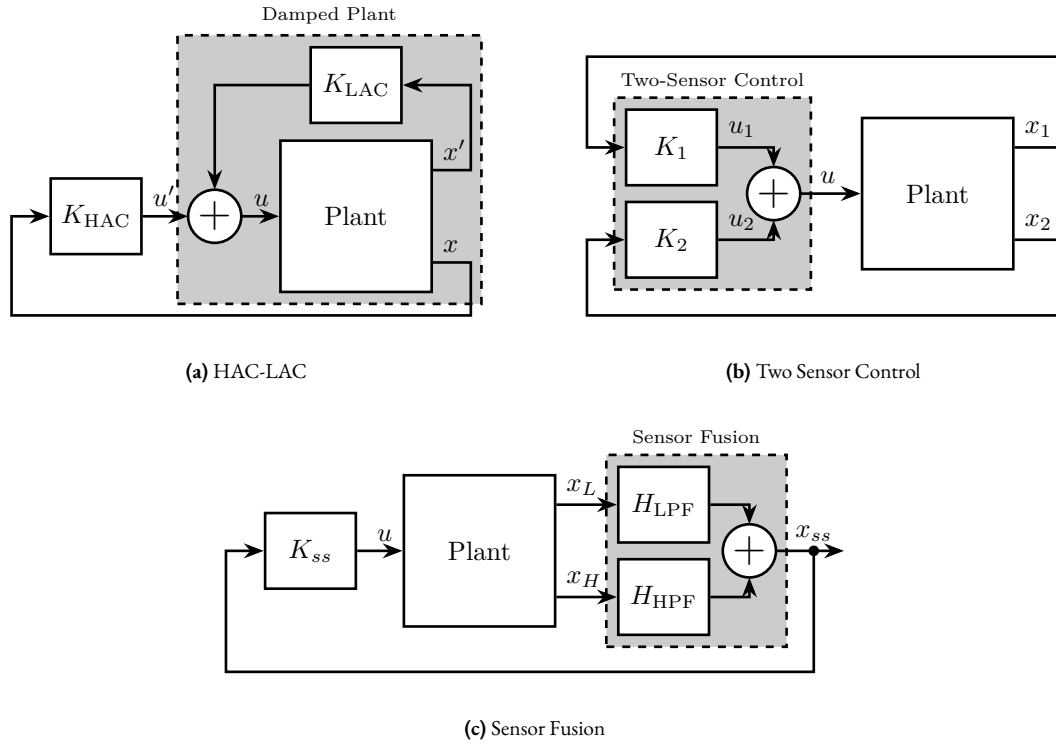 Damped Plant
K_LAC
x′
K_HAC
u′
+
u
Plant
x
(a) HAC-LAC
Two-Sensor Control
K_1
u_1
x_1
+
u
Plant
K_2
u_2
x_2
(b) Two Sensor Control
Sensor Fusion
x_L
H_LPF
K_ss
u
Plant
+
x_ss
x_H
H_HPF
(c) Sensor Fusion